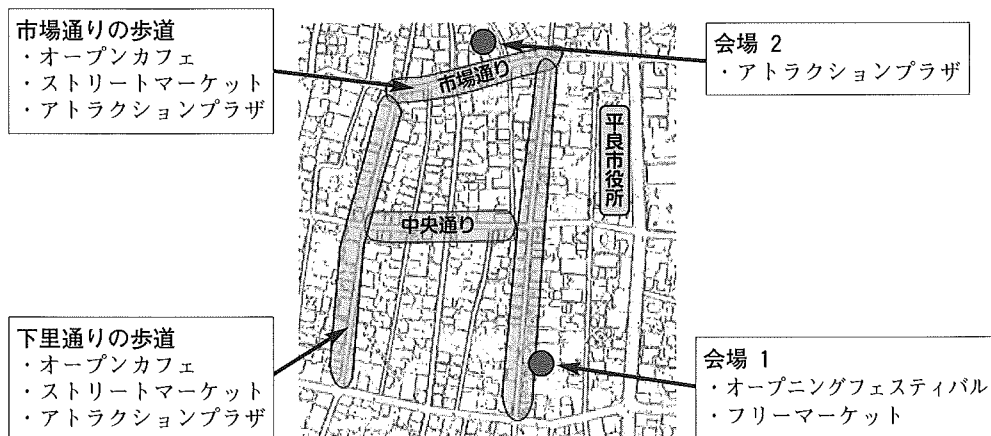 市場通りの歩道
・オープンカフェ
・ストリートマーケット
・アトラクションプラザ
会場 2
・アトラクションプラザ
市場通り
平良市役所
中央通り
下里通りの歩道
・オープンカフェ
・ストリートマーケット
・アトラクションプラザ
会場 1
・オープニングフェスティバル
・フリーマーケット